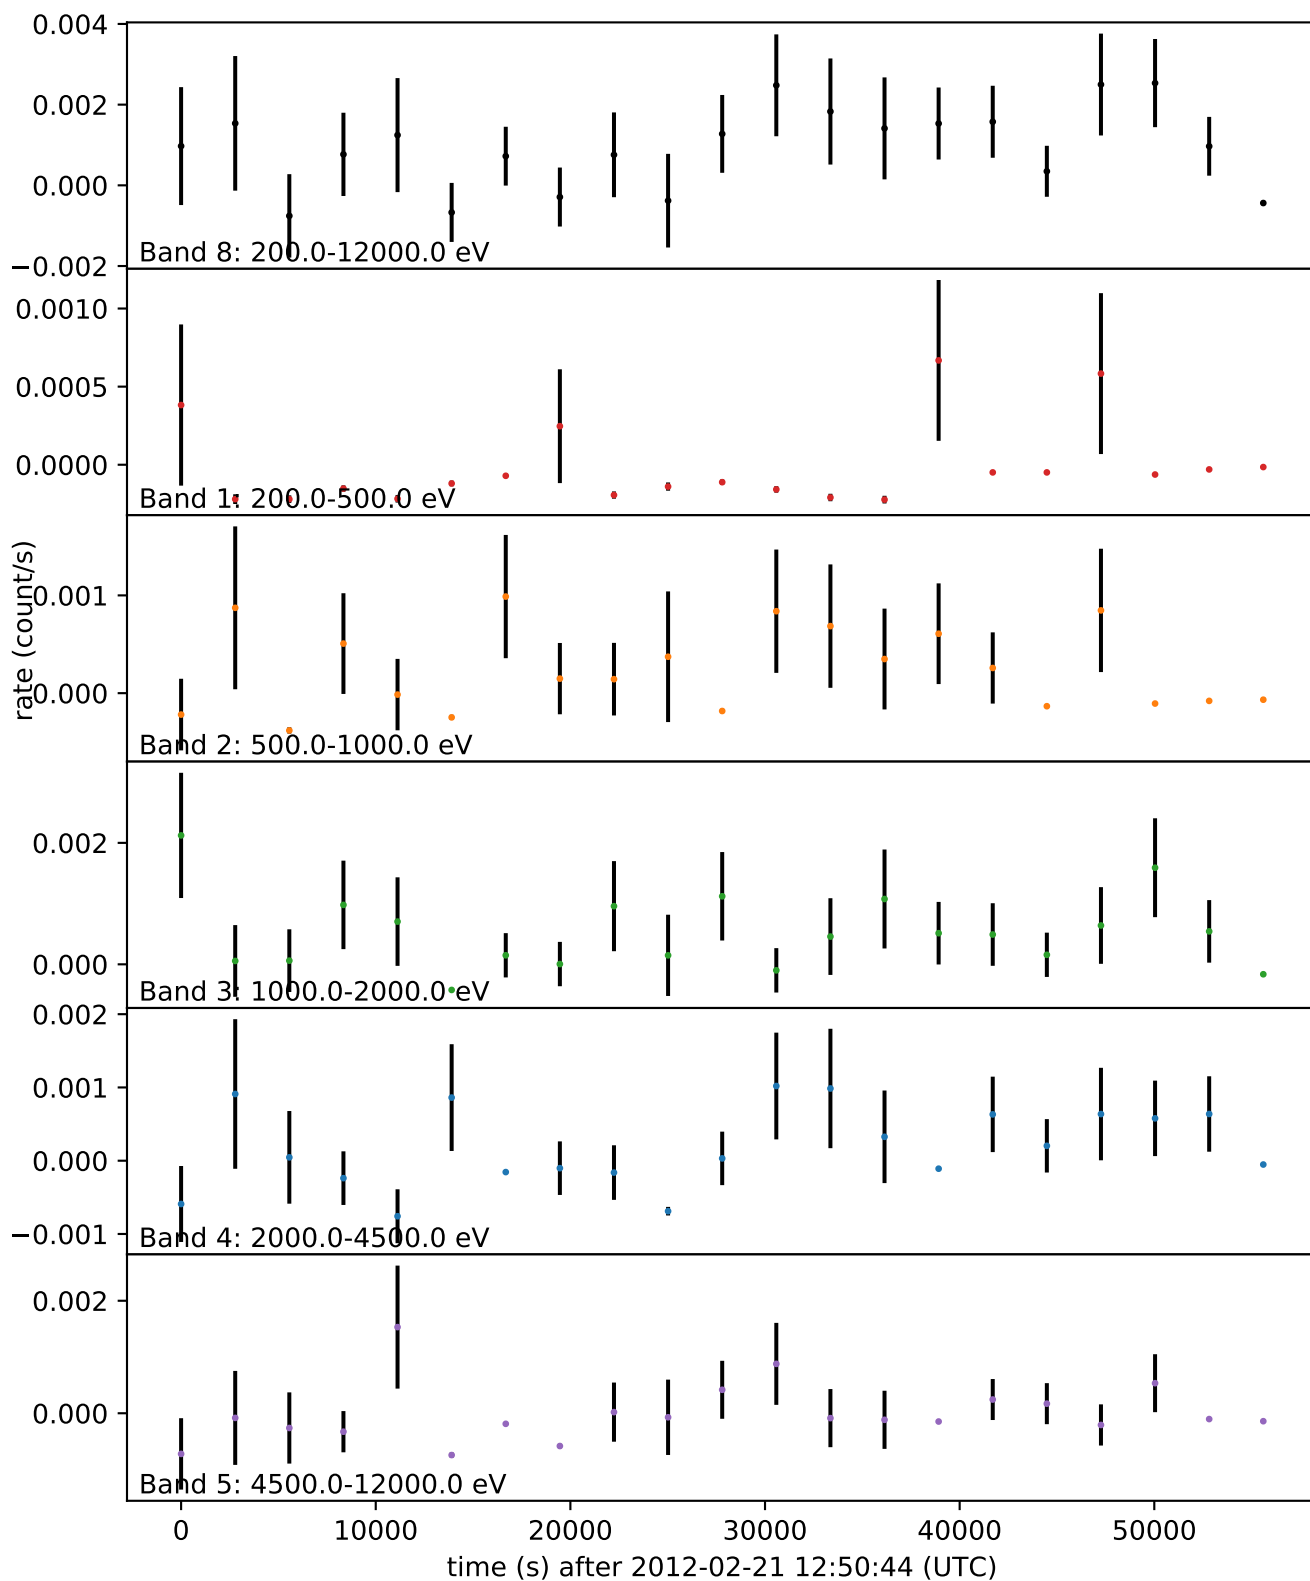 0.004
0.002
0.000
−0.002
Band 8: 200.0-12000.0 eV
0.0010
0.0005
0.0000
Band 1: 200.0-500.0 eV
rate (count/s)
0.001
0.000
Band 2: 500.0-1000.0 eV
0.002
0.000
Band 3: 1000.0-2000.0 eV
0.002
0.001
0.000
−0.001
Band 4: 2000.0-4500.0 eV
0.002
0.000
Band 5: 4500.0-12000.0 eV
0 10000 20000 30000 40000 50000
time (s) after 2012-02-21 12:50:44 (UTC)